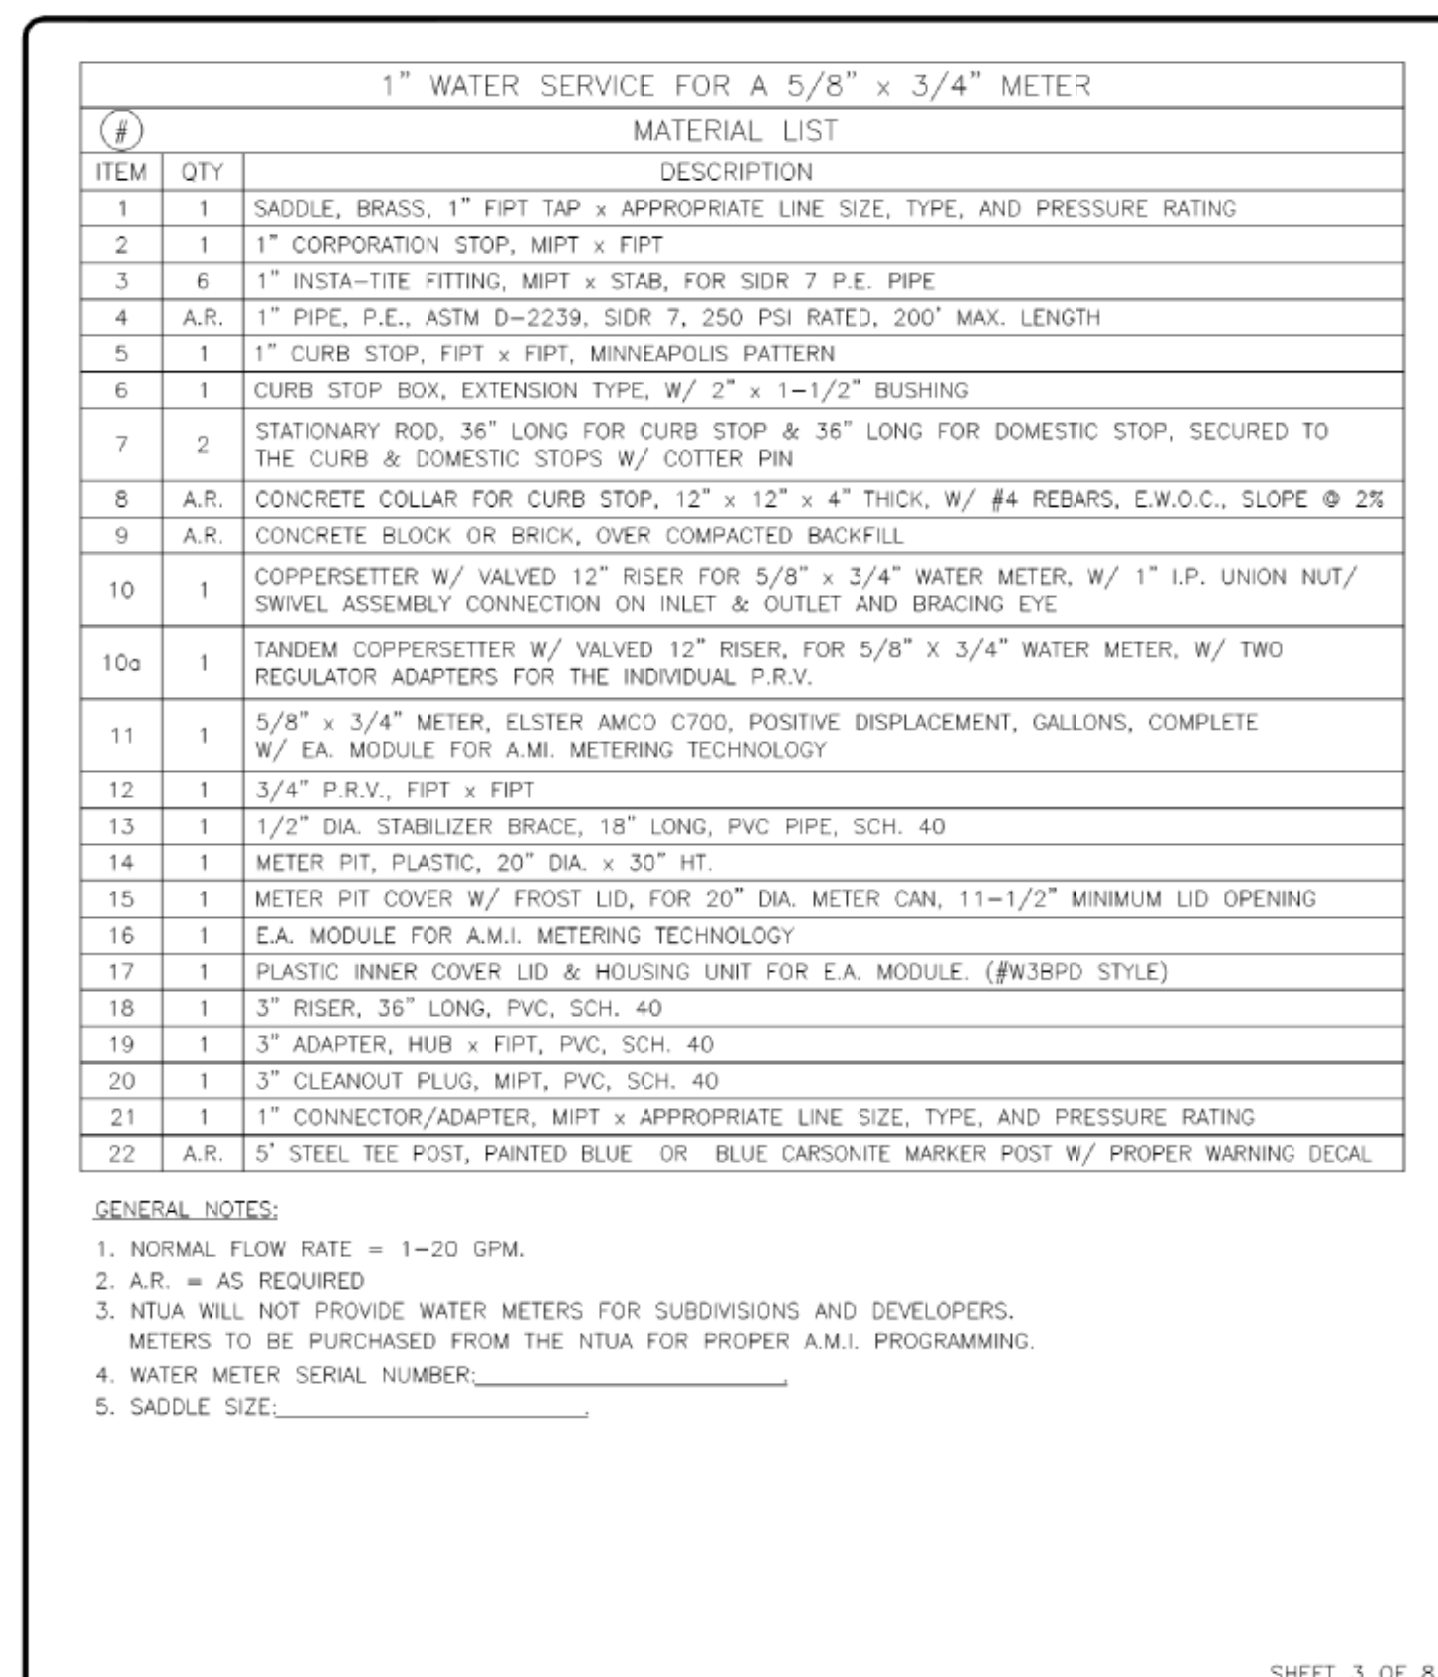 1" WATER SERVICE FOR A 5/8" x 3/4" METER
# MATERIAL LIST
ITEM QTY DESCRIPTION
1 1 SADDLE, BRASS, 1" FIPT TAP x APPROPRIATE LINE SIZE, TYPE, AND PRESSURE RATING
2 1 1" CORPORATION STOP, MIPT x FIPT
3 6 1" INSTA-TITE FITTING, MIPT x STAB, FOR SIDR 7 P.E. PIPE
4 A.R. 1" PIPE, P.E., ASTM D-2239, SIDR 7, 250 PSI RATED, 200' MAX. LENGTH
5 1 1" CURB STOP, FIPT x FIPT, MINNEAPOLIS PATTERN
6 1 CURB STOP BOX, EXTENSION TYPE, W/ 2" x 1-1/2" BUSHING
7 2 STATIONARY ROD, 36" LONG FOR CURB STOP & 36" LONG FOR DOMESTIC STOP, SECURED TO
THE CURB & DOMESTIC STOPS W/ COTTER PIN
8 A.R. CONCRETE COLLAR FOR CURB STOP, 12" x 12" x 4" THICK, W/ #4 REBARS, E.W.O.C., SLOPE @ 2%
9 A.R. CONCRETE BLOCK OR BRICK, OVER COMPACTED BACKFILL
10 1 COPPERSETTER W/ VALVED 12" RISER FOR 5/8" x 3/4" WATER METER, W/ 1" I.P. UNION NUT/
SWIVEL ASSEMBLY CONNECTION ON INLET & OUTLET AND BRACING EYE
10a 1 TANDEM COPPERSETTER W/ VALVED 12" RISER, FOR 5/8" X 3/4" WATER METER, W/ TWO
REGULATOR ADAPTERS FOR THE INDIVIDUAL P.R.V.
11 1 5/8" x 3/4" METER, ELSTER AMCO C700, POSITIVE DISPLACEMENT, GALLONS, COMPLETE
W/ EA. MODULE FOR A.MI. METERING TECHNOLOGY
12 1 3/4" P.R.V., FIPT x FIPT
13 1 1/2" DIA. STABILIZER BRACE, 18" LONG, PVC PIPE, SCH. 40
14 1 METER PIT, PLASTIC, 20" DIA. x 30" HT.
15 1 METER PIT COVER W/ FROST LID, FOR 20" DIA. METER CAN, 11-1/2" MINIMUM LID OPENING
16 1 E.A. MODULE FOR A.M.I. METERING TECHNOLOGY
17 1 PLASTIC INNER COVER LID & HOUSING UNIT FOR E.A. MODULE. (#W3BPD STYLE)
18 1 3" RISER, 36" LONG, PVC, SCH. 40
19 1 3" ADAPTER, HUB x FIPT, PVC, SCH. 40
20 1 3" CLEANOUT PLUG, MIPT, PVC, SCH. 40
21 1 1" CONNECTOR/ADAPTER, MIPT x APPROPRIATE LINE SIZE, TYPE, AND PRESSURE RATING
22 A.R. 5' STEEL TEE POST, PAINTED BLUE OR BLUE CARSONITE MARKER POST W/ PROPER WARNING DECAL
GENERAL NOTES:
1. NORMAL FLOW RATE = 1-20 GPM.
2. A.R. = AS REQUIRED
3. NTUA WILL NOT PROVIDE WATER METERS FOR SUBDIVISIONS AND DEVELOPERS.
METERS TO BE PURCHASED FROM THE NTUA FOR PROPER A.M.I. PROGRAMMING.
4. WATER METER SERIAL NUMBER:____________________.
5. SADDLE SIZE:____________________.
SHEET 3 OF 8